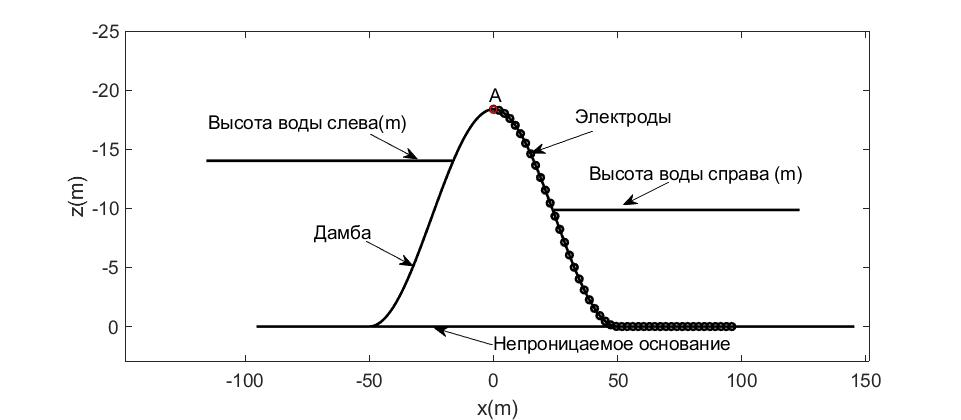 -25
-20
-15
-10
-5
0
z(m)
A
Высота воды слева(m)
Электроды
Высота воды справа (m)
Дамба
Непроницаемое основание
-100 -50 0 50 100 150
x(m)